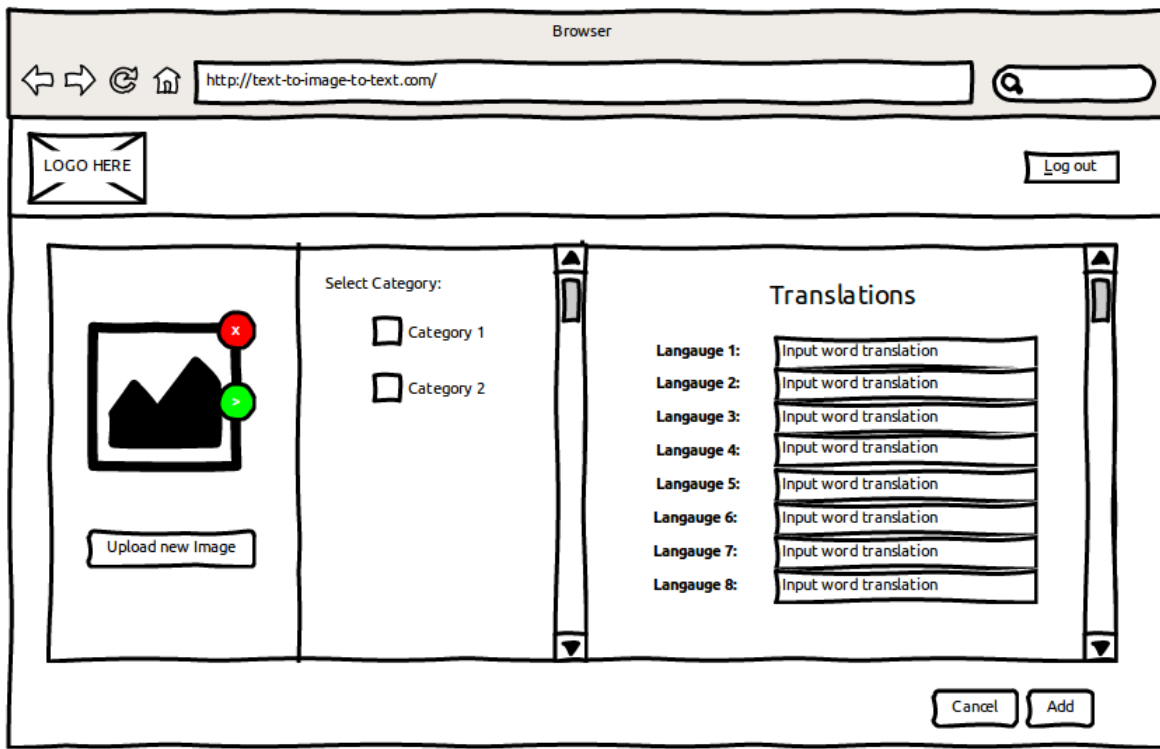 Browser
http://text-to-image-to-text.com/
LOGO HERE
Log out
x
>
Upload new Image
Select Category:
Category 1
Category 2
Translations
Langauge 1: Input word translation
Langauge 2: Input word translation
Langauge 3: Input word translation
Langauge 4: Input word translation
Langauge 5: Input word translation
Langauge 6: Input word translation
Langauge 7: Input word translation
Langauge 8: Input word translation
Cancel
Add